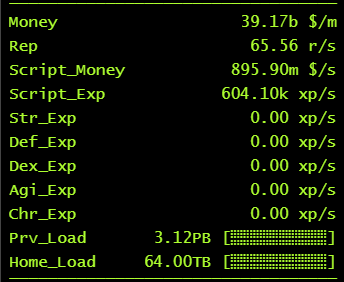 Money 39.17b $/m
Rep 65.56 r/s
Script_Money 895.90m $/s
Script_Exp 604.10k xp/s
Str_Exp 0.00 xp/s
Def_Exp 0.00 xp/s
Dex_Exp 0.00 xp/s
Agi_Exp 0.00 xp/s
Chr_Exp 0.00 xp/s
Prv_Load 3.12PB [▒▒▒▒▒▒▒▒▒▒]
Home_Load 64.00TB [▒▒▒▒▒▒▒▒▒▒]